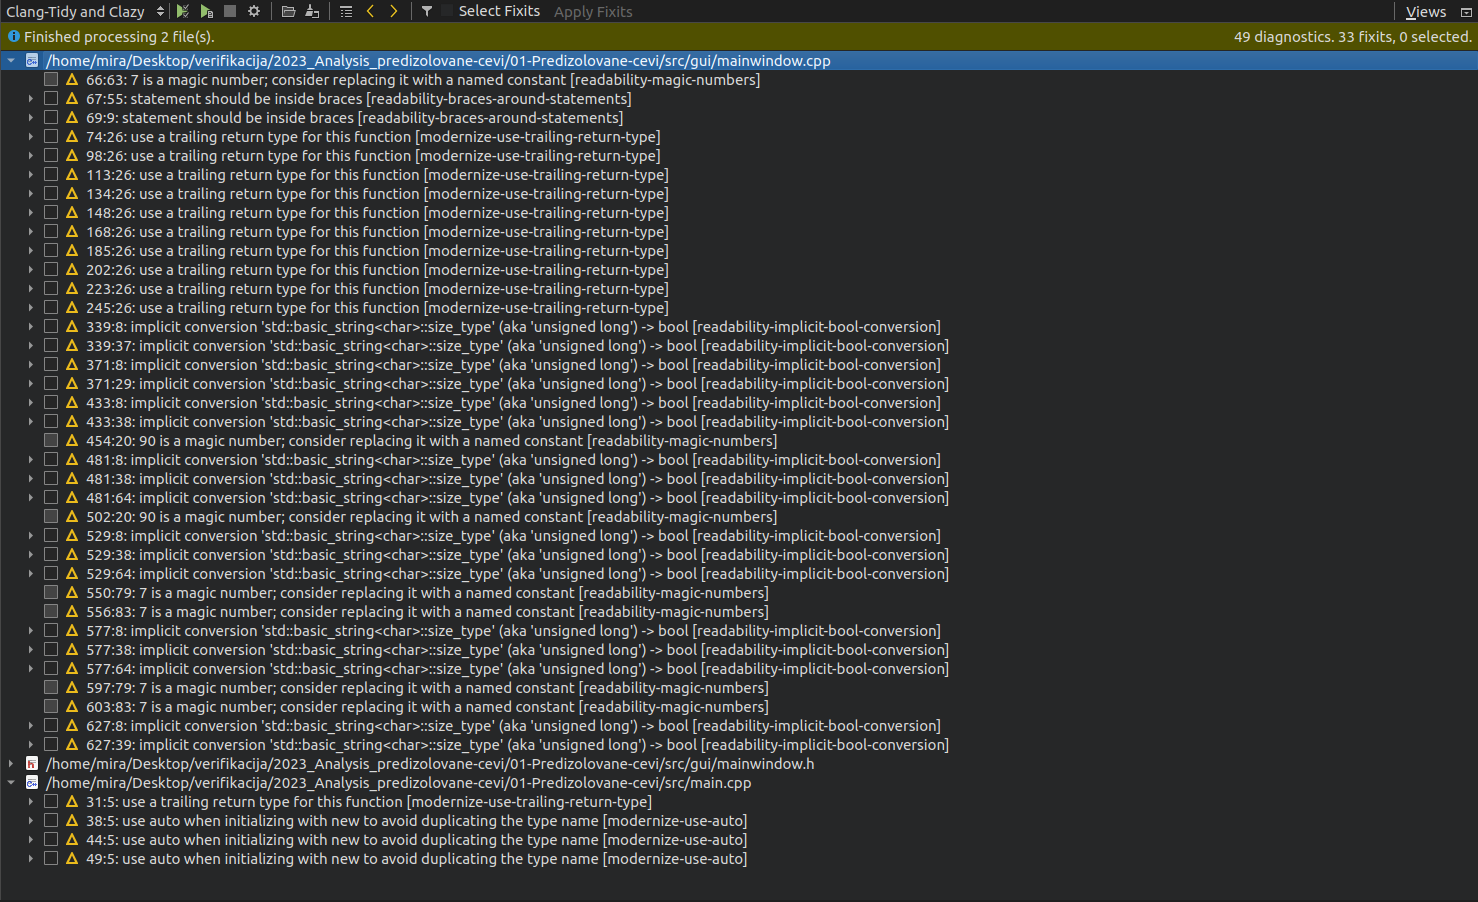 Clang-Tidy and Clazy Select Fixits Apply Fixits Views
Finished processing 2 file(s). 49 diagnostics. 33 fixits, 0 selected.
/home/mira/Desktop/verifikacija/2023_Analysis_predizolovane-cevi/01-Predizolovane-cevi/src/gui/mainwindow.cpp
66:63: 7 is a magic number; consider replacing it with a named constant [readability-magic-numbers]
67:55: statement should be inside braces [readability-braces-around-statements]
69:9: statement should be inside braces [readability-braces-around-statements]
74:26: use a trailing return type for this function [modernize-use-trailing-return-type]
98:26: use a trailing return type for this function [modernize-use-trailing-return-type]
113:26: use a trailing return type for this function [modernize-use-trailing-return-type]
134:26: use a trailing return type for this function [modernize-use-trailing-return-type]
148:26: use a trailing return type for this function [modernize-use-trailing-return-type]
168:26: use a trailing return type for this function [modernize-use-trailing-return-type]
185:26: use a trailing return type for this function [modernize-use-trailing-return-type]
202:26: use a trailing return type for this function [modernize-use-trailing-return-type]
223:26: use a trailing return type for this function [modernize-use-trailing-return-type]
245:26: use a trailing return type for this function [modernize-use-trailing-return-type]
339:8: implicit conversion 'std::basic_string<char>::size_type' (aka 'unsigned long') -> bool [readability-implicit-bool-conversion]
339:37: implicit conversion 'std::basic_string<char>::size_type' (aka 'unsigned long') -> bool [readability-implicit-bool-conversion]
371:8: implicit conversion 'std::basic_string<char>::size_type' (aka 'unsigned long') -> bool [readability-implicit-bool-conversion]
371:29: implicit conversion 'std::basic_string<char>::size_type' (aka 'unsigned long') -> bool [readability-implicit-bool-conversion]
433:8: implicit conversion 'std::basic_string<char>::size_type' (aka 'unsigned long') -> bool [readability-implicit-bool-conversion]
433:38: implicit conversion 'std::basic_string<char>::size_type' (aka 'unsigned long') -> bool [readability-implicit-bool-conversion]
454:20: 90 is a magic number; consider replacing it with a named constant [readability-magic-numbers]
481:8: implicit conversion 'std::basic_string<char>::size_type' (aka 'unsigned long') -> bool [readability-implicit-bool-conversion]
481:38: implicit conversion 'std::basic_string<char>::size_type' (aka 'unsigned long') -> bool [readability-implicit-bool-conversion]
481:64: implicit conversion 'std::basic_string<char>::size_type' (aka 'unsigned long') -> bool [readability-implicit-bool-conversion]
502:20: 90 is a magic number; consider replacing it with a named constant [readability-magic-numbers]
529:8: implicit conversion 'std::basic_string<char>::size_type' (aka 'unsigned long') -> bool [readability-implicit-bool-conversion]
529:38: implicit conversion 'std::basic_string<char>::size_type' (aka 'unsigned long') -> bool [readability-implicit-bool-conversion]
529:64: implicit conversion 'std::basic_string<char>::size_type' (aka 'unsigned long') -> bool [readability-implicit-bool-conversion]
550:79: 7 is a magic number; consider replacing it with a named constant [readability-magic-numbers]
556:83: 7 is a magic number; consider replacing it with a named constant [readability-magic-numbers]
577:8: implicit conversion 'std::basic_string<char>::size_type' (aka 'unsigned long') -> bool [readability-implicit-bool-conversion]
577:38: implicit conversion 'std::basic_string<char>::size_type' (aka 'unsigned long') -> bool [readability-implicit-bool-conversion]
577:64: implicit conversion 'std::basic_string<char>::size_type' (aka 'unsigned long') -> bool [readability-implicit-bool-conversion]
597:79: 7 is a magic number; consider replacing it with a named constant [readability-magic-numbers]
603:83: 7 is a magic number; consider replacing it with a named constant [readability-magic-numbers]
627:8: implicit conversion 'std::basic_string<char>::size_type' (aka 'unsigned long') -> bool [readability-implicit-bool-conversion]
627:39: implicit conversion 'std::basic_string<char>::size_type' (aka 'unsigned long') -> bool [readability-implicit-bool-conversion]
/home/mira/Desktop/verifikacija/2023_Analysis_predizolovane-cevi/01-Predizolovane-cevi/src/gui/mainwindow.h
/home/mira/Desktop/verifikacija/2023_Analysis_predizolovane-cevi/01-Predizolovane-cevi/src/main.cpp
31:5: use a trailing return type for this function [modernize-use-trailing-return-type]
38:5: use auto when initializing with new to avoid duplicating the type name [modernize-use-auto]
44:5: use auto when initializing with new to avoid duplicating the type name [modernize-use-auto]
49:5: use auto when initializing with new to avoid duplicating the type name [modernize-use-auto]